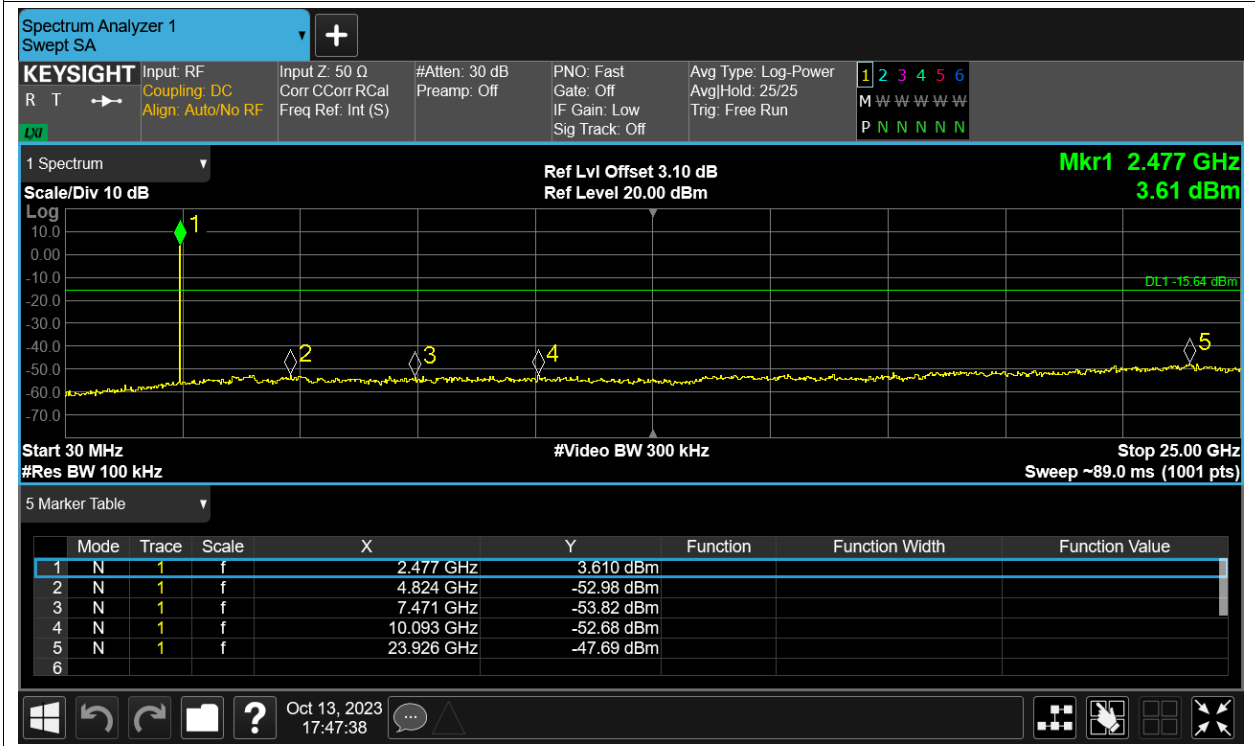 Spectrum Analyzer 1
Swept SA
+
KEYSIGHT
R T
LXI
Input: RF
Coupling: DC
Align: Auto/No RF
Input Z: 50 Ω
Corr CCorr RCal
Freq Ref: Int (S)
#Atten: 30 dB
Preamp: Off
PNO: Fast
Gate: Off
IF Gain: Low
Sig Track: Off
Avg Type: Log-Power
Avg|Hold: 25/25
Trig: Free Run
1 2 3 4 5 6
M W W W W W
P N N N N N
1 Spectrum
Scale/Div 10 dB
Ref Lvl Offset 3.10 dB
Ref Level 20.00 dBm
Mkr1 2.477 GHz
3.61 dBm
Log
10.0
0.00
-10.0
-20.0
-30.0
-40.0
-50.0
-60.0
-70.0
1
DL1 -15.64 dBm
2
3
4
5
Start 30 MHz
#Video BW 300 kHz
Stop 25.00 GHz
#Res BW 100 kHz
Sweep ~89.0 ms (1001 pts)
5 Marker Table
Mode Trace Scale X Y Function Function Width Function Value
1 N 1 f 2.477 GHz 3.610 dBm
2 N 1 f 4.824 GHz -52.98 dBm
3 N 1 f 7.471 GHz -53.82 dBm
4 N 1 f 10.093 GHz -52.68 dBm
5 N 1 f 23.926 GHz -47.69 dBm
6
?
Oct 13, 2023
17:47:38